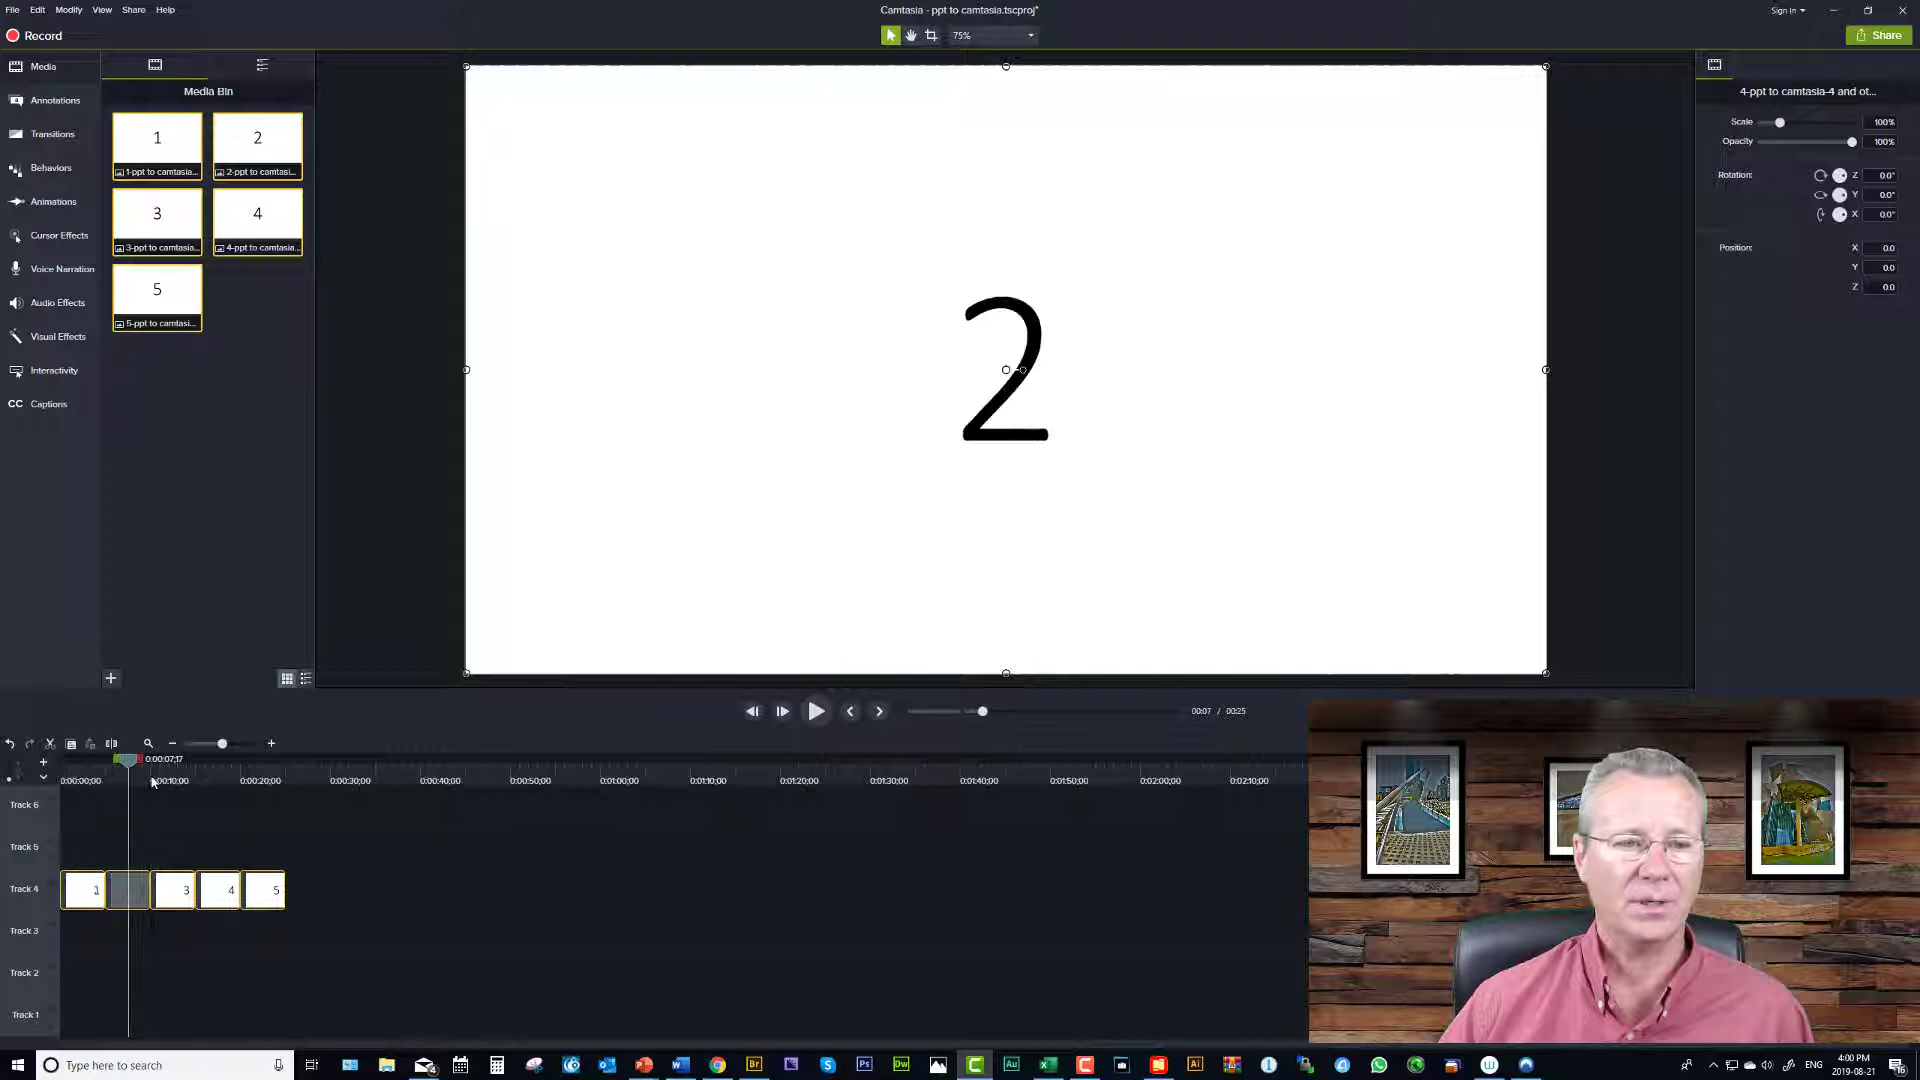 File Edit Modify View Share Help
Camtasia - ppt to camtasia.tscproj*
Sign in
Record
75%
Share
Media
Annotations
Transitions
Behaviors
Animations
Cursor Effects
Voice Narration
Audio Effects
Visual Effects
Interactivity
CC Captions
Media Bin
1
2
1-ppt to camtasia...
2-ppt to camtasi...
3
4
3-ppt to camtasia...
4-ppt to camtasia...
5
5-ppt to camtasi...
2
4-ppt to camtasia-4 and ot...
Scale 100%
Opacity 100%
Rotation: Z 0.0°
Y 0.0°
X 0.0°
Position: X 0.0
Y 0.0
Z 0.0
00:07 / 00:25
0:00:07;17
0:00:00;00 0:00:10;00 0:00:20;00 0:00:30;00 0:00:40;00 0:00:50;00 0:01:00;00 0:01:10;00 0:01:20;00 0:01:30;00 0:01:40;00 0:01:50;00 0:02:00;00 0:02:10;00
Track 6
Track 5
Track 4
1 3 4 5
Track 3
Track 2
Track 1
Type here to search
Br Ps Dw Au Ai
ENG
4:00 PM
2019-08-21